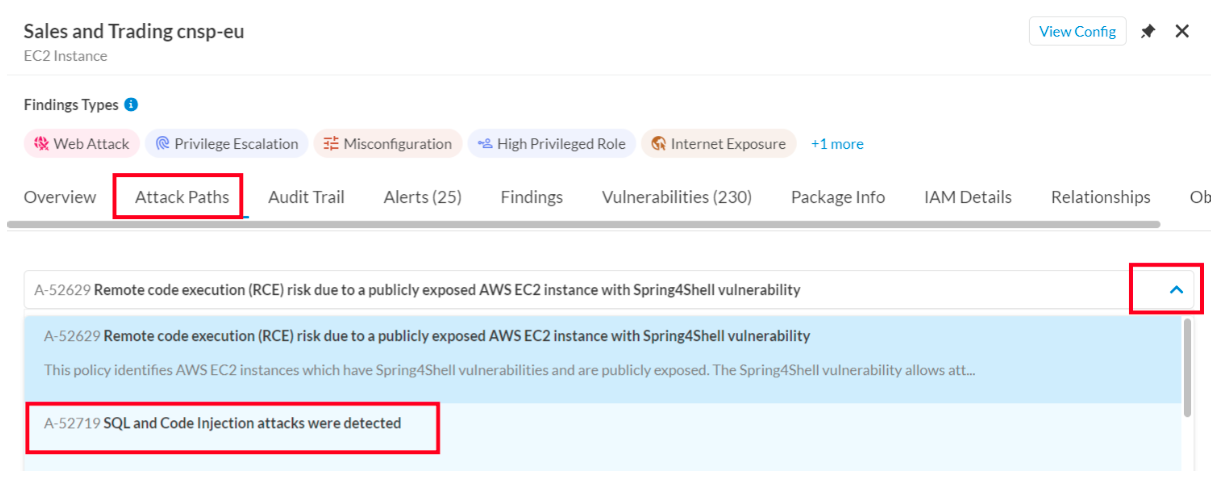 Sales and Trading cnsp-eu
View Config
EC2 Instance
Findings Types
Web Attack Privilege Escalation Misconfiguration High Privileged Role Internet Exposure +1 more
Overview Attack Paths Audit Trail Alerts (25) Findings Vulnerabilities (230) Package Info IAM Details Relationships Ob
A-52629 Remote code execution (RCE) risk due to a publicly exposed AWS EC2 instance with Spring4Shell vulnerability
A-52629 Remote code execution (RCE) risk due to a publicly exposed AWS EC2 instance with Spring4Shell vulnerability
This policy identifies AWS EC2 instances which have Spring4Shell vulnerabilities and are publicly exposed. The Spring4Shell vulnerability allows att...
A-52719 SQL and Code Injection attacks were detected